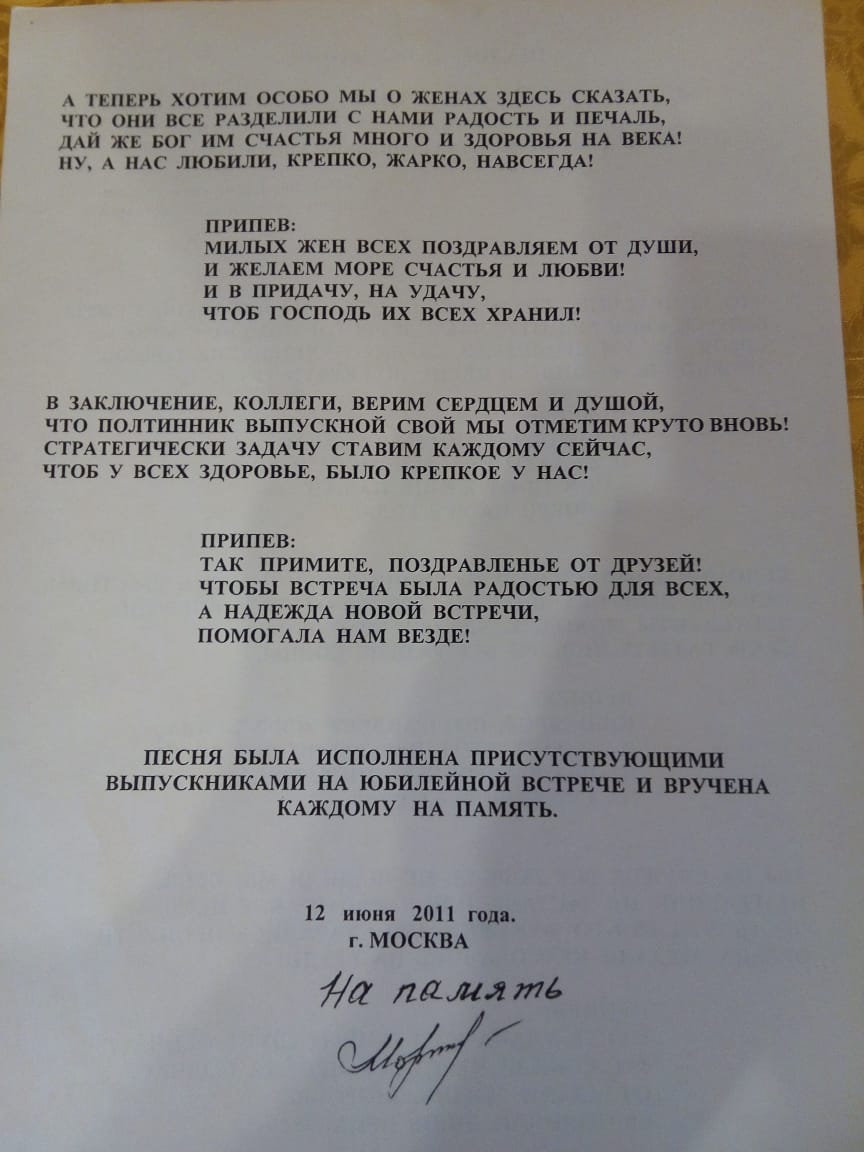 А ТЕПЕРЬ ХОТИМ ОСОБО МЫ О ЖЕНАХ ЗДЕСЬ СКАЗАТЬ,
ЧТО ОНИ ВСЕ РАЗДЕЛИЛИ С НАМИ РАДОСТЬ И ПЕЧАЛЬ,
ДАЙ ЖЕ БОГ ИМ СЧАСТЬЯ МНОГО И ЗДОРОВЬЯ НА ВЕКА!
НУ, А НАС ЛЮБИЛИ, КРЕПКО, ЖАРКО, НАВСЕГДА!
ПРИПЕВ:
МИЛЫХ ЖЕН ВСЕХ ПОЗДРАВЛЯЕМ ОТ ДУШИ,
И ЖЕЛАЕМ МОРЕ СЧАСТЬЯ И ЛЮБВИ!
И В ПРИДАЧУ, НА УДАЧУ,
ЧТОБ ГОСПОДЬ ИХ ВСЕХ ХРАНИЛ!
В ЗАКЛЮЧЕНИЕ, КОЛЛЕГИ, ВЕРИМ СЕРДЦЕМ И ДУШОЙ,
ЧТО ПОЛТИННИК ВЫПУСКНОЙ СВОЙ МЫ ОТМЕТИМ КРУТО ВНОВЬ!
СТРАТЕГИЧЕСКИ ЗАДАЧУ СТАВИМ КАЖДОМУ СЕЙЧАС,
ЧТОБ У ВСЕХ ЗДОРОВЬЕ, БЫЛО КРЕПКОЕ У НАС!
ПРИПЕВ:
ТАК ПРИМИТЕ, ПОЗДРАВЛЕНЬЕ ОТ ДРУЗЕЙ!
ЧТОБЫ ВСТРЕЧА БЫЛА РАДОСТЬЮ ДЛЯ ВСЕХ,
А НАДЕЖДА НОВОЙ ВСТРЕЧИ,
ПОМОГАЛА НАМ ВЕЗДЕ!
ПЕСНЯ БЫЛА ИСПОЛНЕНА ПРИСУТСТВУЮЩИМИ
ВЫПУСКНИКАМИ НА ЮБИЛЕЙНОЙ ВСТРЕЧЕ И ВРУЧЕНА
КАЖДОМУ НА ПАМЯТЬ.
12 июня 2011 года.
г. МОСКВА
На память